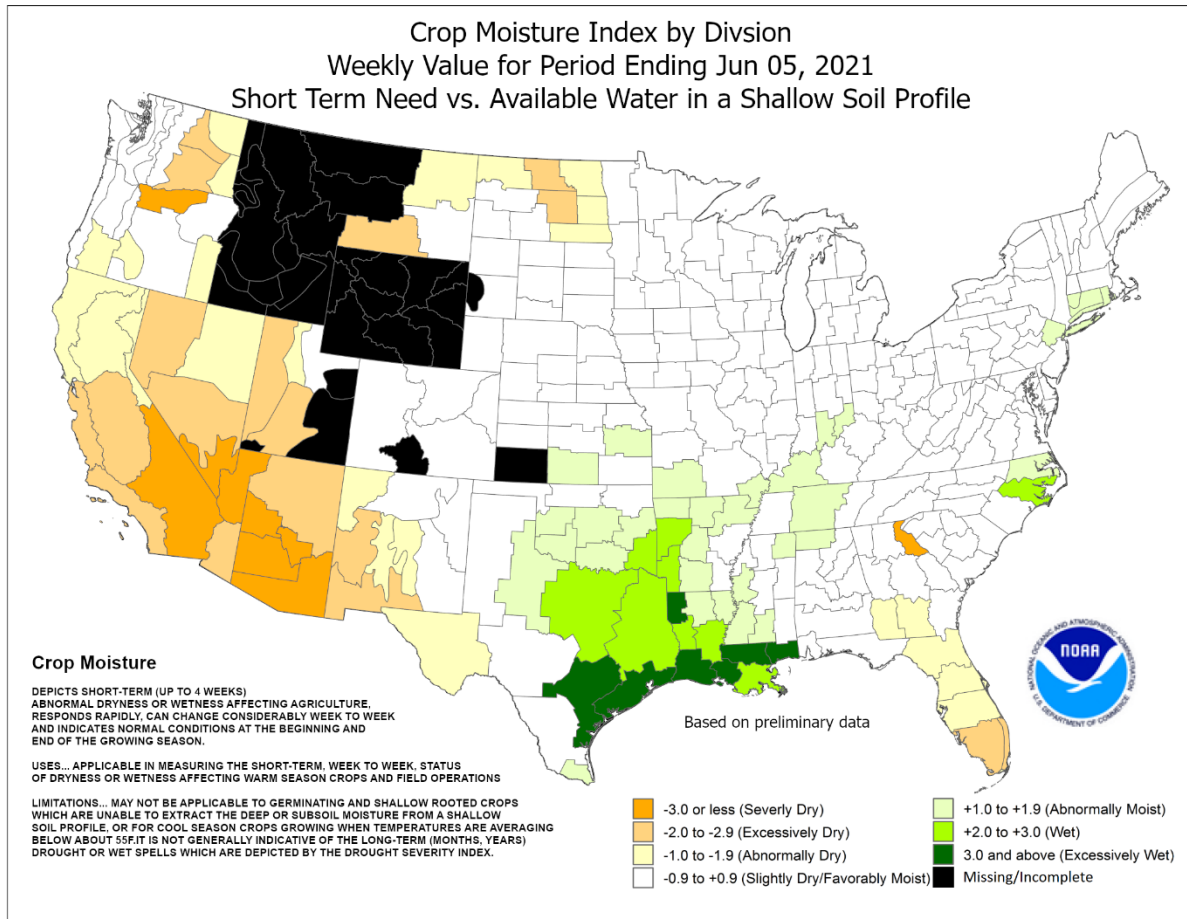 Crop Moisture Index by Divsion
Weekly Value for Period Ending Jun 05, 2021
Short Term Need vs. Available Water in a Shallow Soil Profile
Crop Moisture
DEPICTS SHORT-TERM (UP TO 4 WEEKS)
ABNORMAL DRYNESS OR WETNESS AFFECTING AGRICULTURE,
RESPONDS RAPIDLY, CAN CHANGE CONSIDERABLY WEEK TO WEEK
AND INDICATES NORMAL CONDITIONS AT THE BEGINNING AND
END OF THE GROWING SEASON.
USES... APPLICABLE IN MEASURING THE SHORT-TERM, WEEK TO WEEK, STATUS
OF DRYNESS OR WETNESS AFFECTING WARM SEASON CROPS AND FIELD OPERATIONS
LIMITATIONS... MAY NOT BE APPLICABLE TO GERMINATING AND SHALLOW ROOTED CROPS
WHICH ARE UNABLE TO EXTRACT THE DEEP OR SUBSOIL MOISTURE FROM A SHALLOW
SOIL PROFILE, OR FOR COOL SEASON CROPS GROWING WHEN TEMPERATURES ARE AVERAGING
BELOW ABOUT 55F.IT IS NOT GENERALLY INDICATIVE OF THE LONG-TERM (MONTHS, YEARS)
DROUGHT OR WET SPELLS WHICH ARE DEPICTED BY THE DROUGHT SEVERITY INDEX.
Based on preliminary data
NATIONAL OCEANIC AND ATMOSPHERIC ADMINISTRATION
NOAA
U.S. DEPARTMENT OF COMMERCE
-3.0 or less (Severly Dry)
-2.0 to -2.9 (Excessively Dry)
-1.0 to -1.9 (Abnormally Dry)
-0.9 to +0.9 (Slightly Dry/Favorably Moist)
+1.0 to +1.9 (Abnormally Moist)
+2.0 to +3.0 (Wet)
3.0 and above (Excessively Wet)
Missing/Incomplete